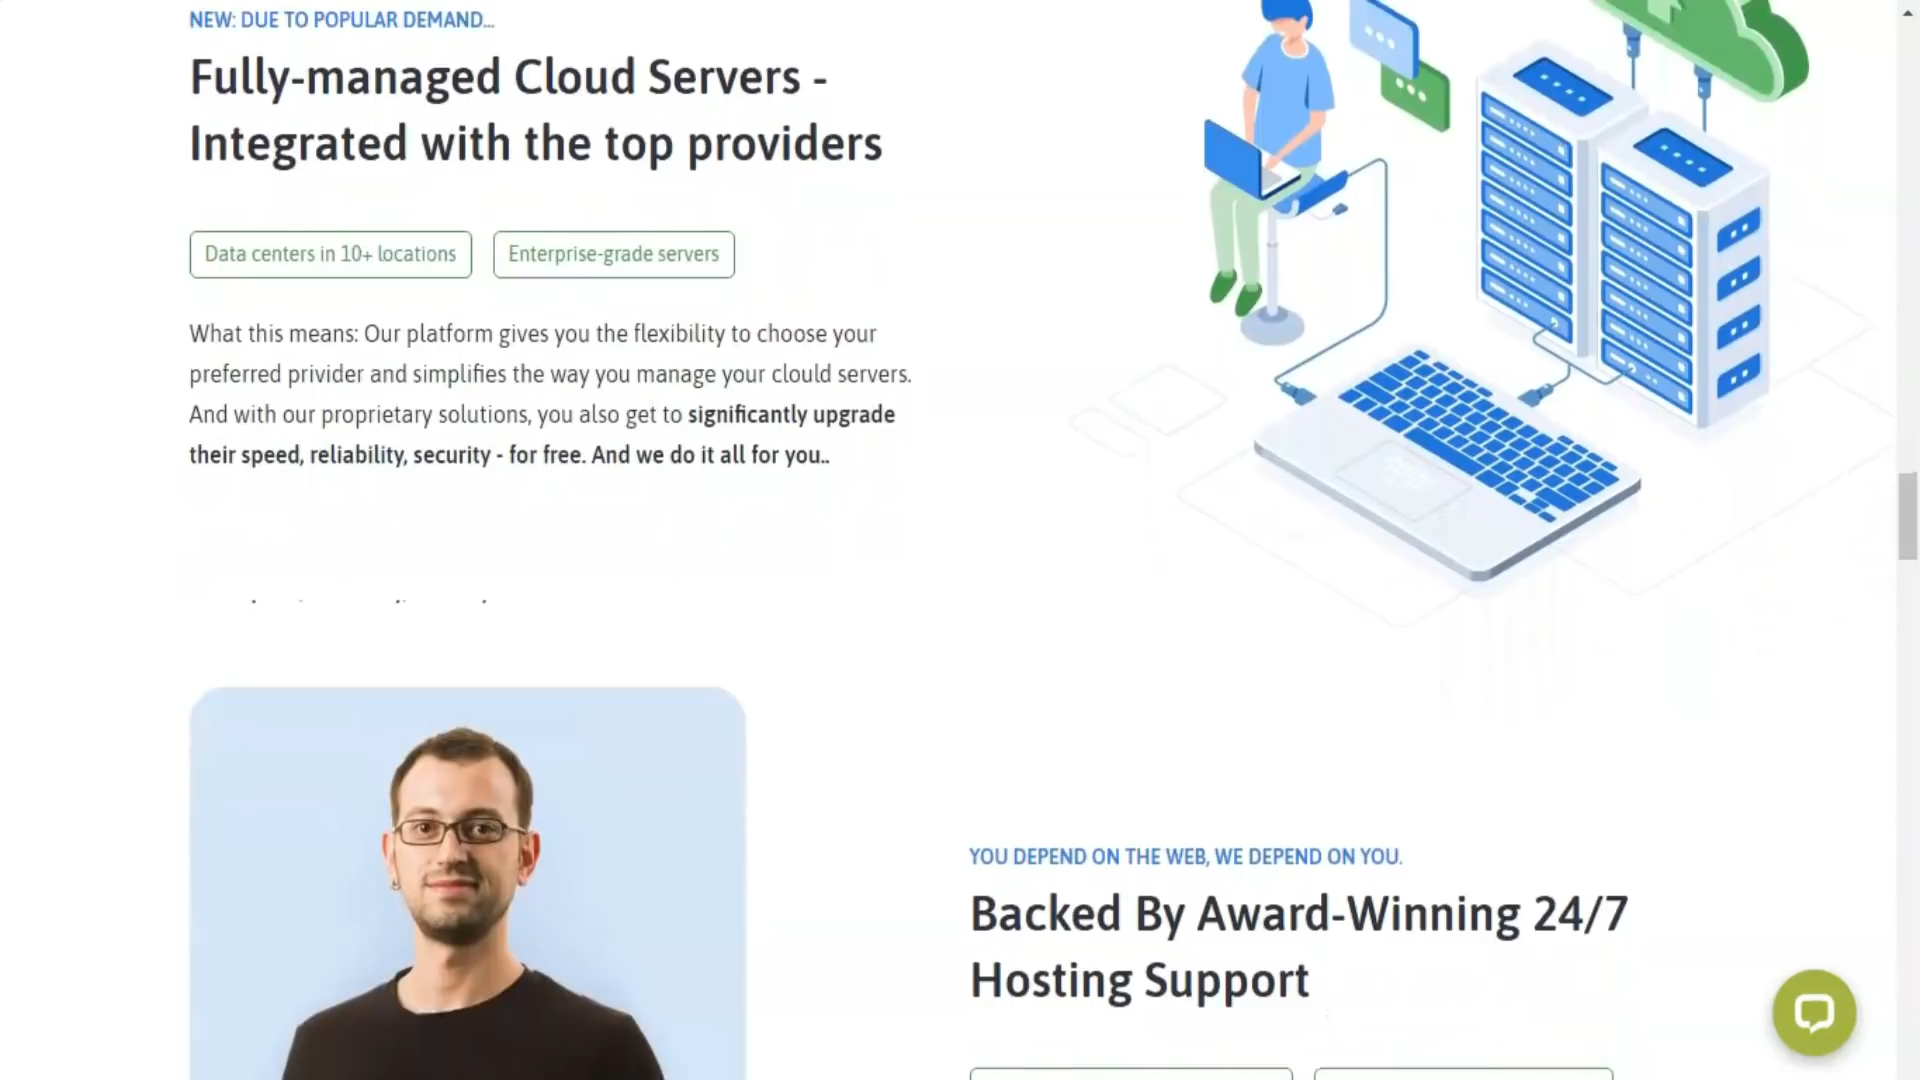 NEW: DUE TO POPULAR DEMAND...
Fully-managed Cloud Servers -
Integrated with the top providers
Data centers in 10+ locations
Enterprise-grade servers
What this means: Our platform gives you the flexibility to choose your
preferred privider and simplifies the way you manage your clould servers.
And with our proprietary solutions, you also get to significantly upgrade
their speed, reliability, security - for free. And we do it all for you..
YOU DEPEND ON THE WEB, WE DEPEND ON YOU.
Backed By Award-Winning 24/7
Hosting Support